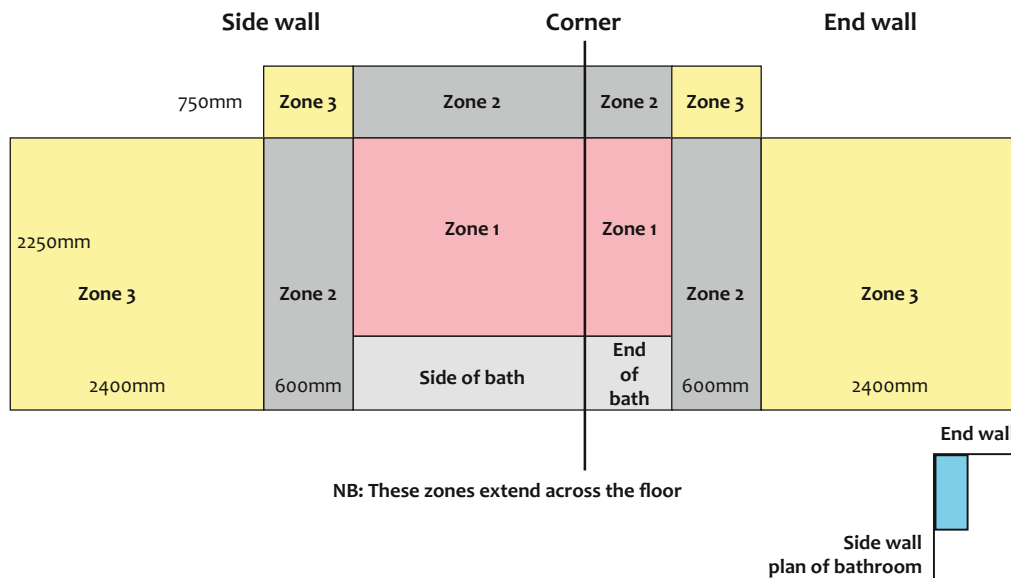 Side wall
Corner
End wall
750mm
Zone 3
Zone 2
Zone 2
Zone 3
2250mm
Zone 1
Zone 1
Zone 3
Zone 2
Zone 2
Zone 3
2400mm
600mm
Side of bath
End
of
bath
600mm
2400mm
End wall
NB: These zones extend across the floor
Side wall
plan of bathroom